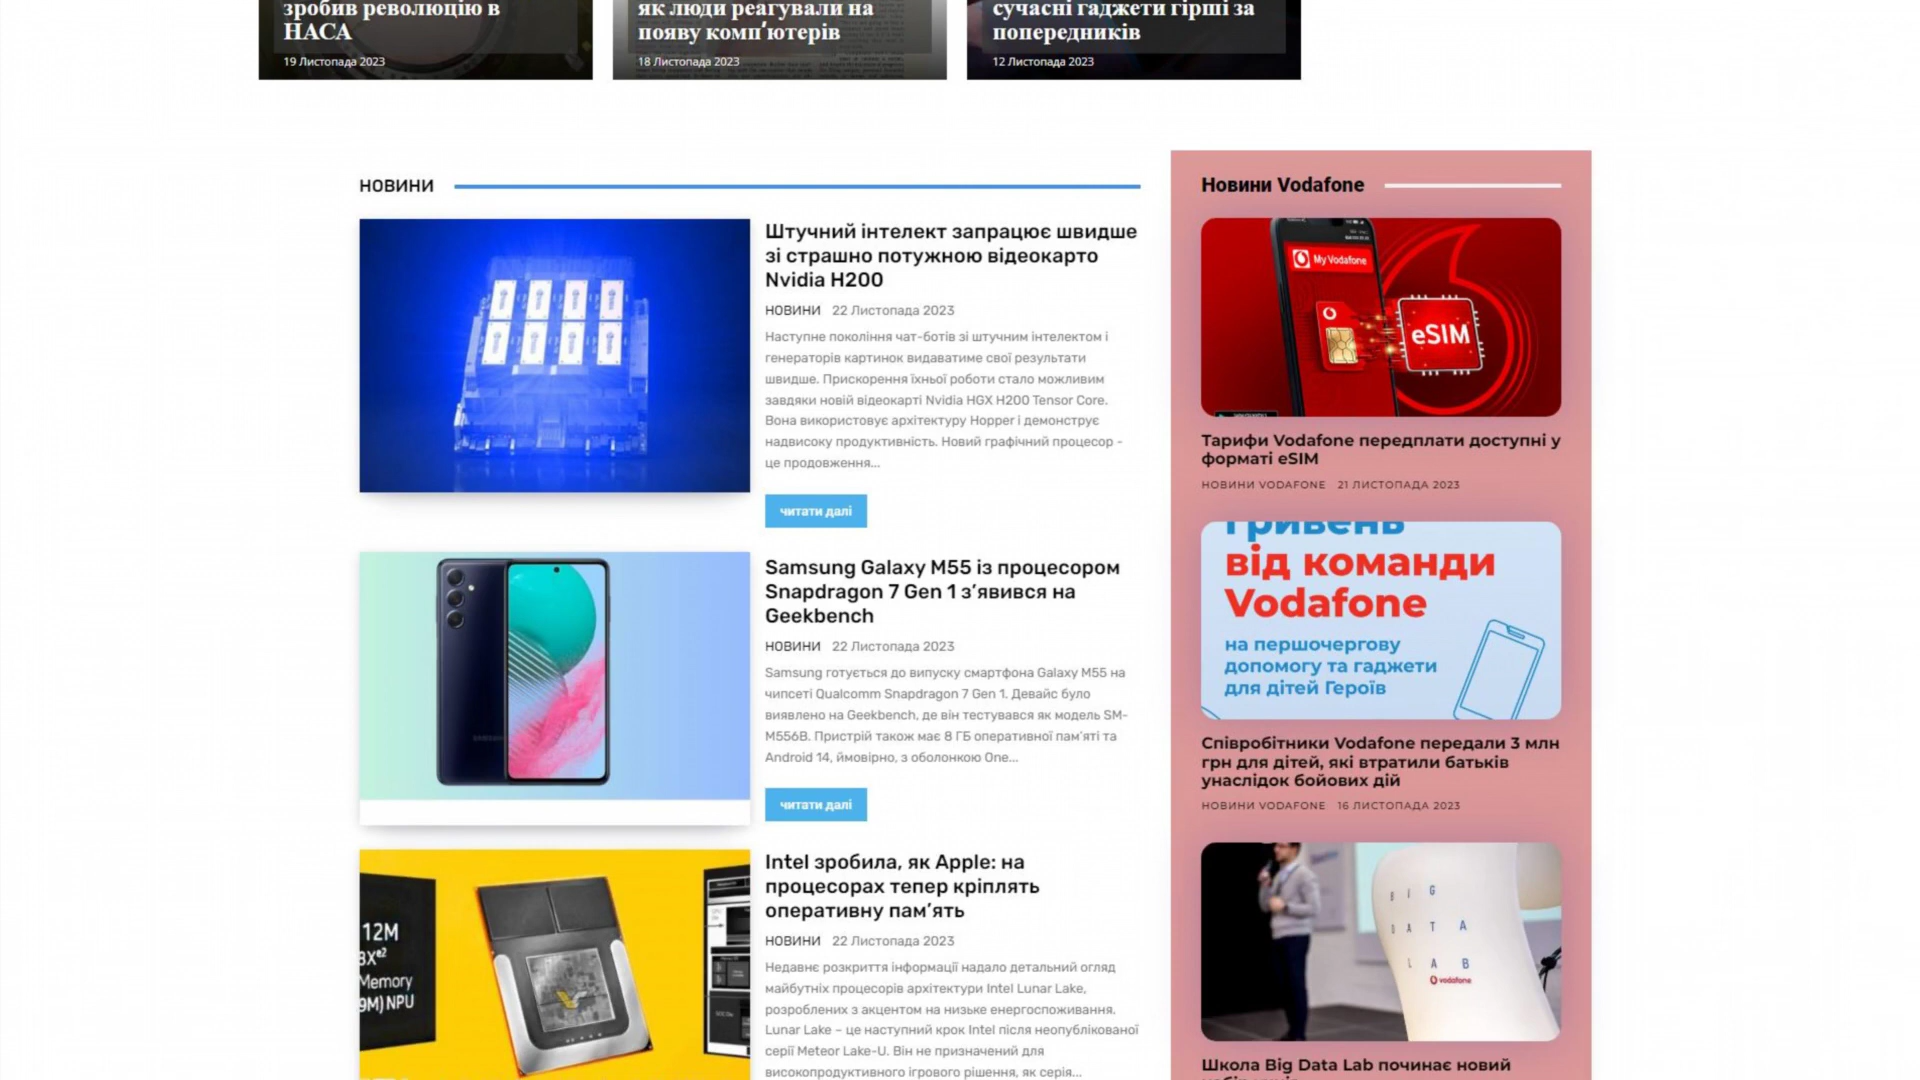 зробив революцію в
НАСА
19 Листопада 2023
як люди реагували на
появу комп’ютерів
18 Листопада 2023
сучасні гаджети гірші за
попередників
12 Листопада 2023
НОВИНИ
Штучний інтелект запрацює швидше
зі страшно потужною відеокарто
Nvidia H200
НОВИНИ 22 Листопада 2023
Наступне покоління чат-ботів зі штучним інтелектом і
генераторів картинок видаватиме свої результати
швидше. Прискорення їхньої роботи стало можливим
завдяки новій відеокарті Nvidia HGX H200 Tensor Core.
Вона використовує архітектуру Hopper і демонструє
надвисоку продуктивність. Новий графічний процесор -
це продовження...
читати далі
Samsung Galaxy M55 із процесором
Snapdragon 7 Gen 1 з’явився на
Geekbench
НОВИНИ 22 Листопада 2023
Samsung готується до випуску смартфона Galaxy M55 на
чипсеті Qualcomm Snapdragon 7 Gen 1. Девайс було
виявлено на Geekbench, де він тестувався як модель SM-
M556B. Пристрій також має 8 ГБ оперативної пам’яті та
Android 14, ймовірно, з оболонкою One...
читати далі
12M
8X e2
Memory
9M) NPU
Intel зробила, як Apple: на
процесорах тепер кріплять
оперативну пам’ять
НОВИНИ 22 Листопада 2023
Недавнє розкриття інформації надало детальний огляд
майбутніх процесорів архітектури Intel Lunar Lake,
розроблених з акцентом на низьке енергоспоживання.
Lunar Lake – це наступний крок Intel після неопублікованої
серії Meteor Lake-U. Він не призначений для
високопродуктивного ігрового рішення, як серія...
Новини Vodafone
My Vodafone
eSIM
Тарифи Vodafone передплати доступні у
форматі eSIM
НОВИНИ VODAFONE 21 ЛИСТОПАДА 2023
гривень
від команди
Vodafone
на першочергову
допомогу та гаджети
для дітей Героїв
Співробітники Vodafone передали 3 млн
грн для дітей, які втратили батьків
унаслідок бойових дій
НОВИНИ VODAFONE 16 ЛИСТОПАДА 2023
BIG
DATA
LAB
vodafone
Школа Big Data Lab починає новий